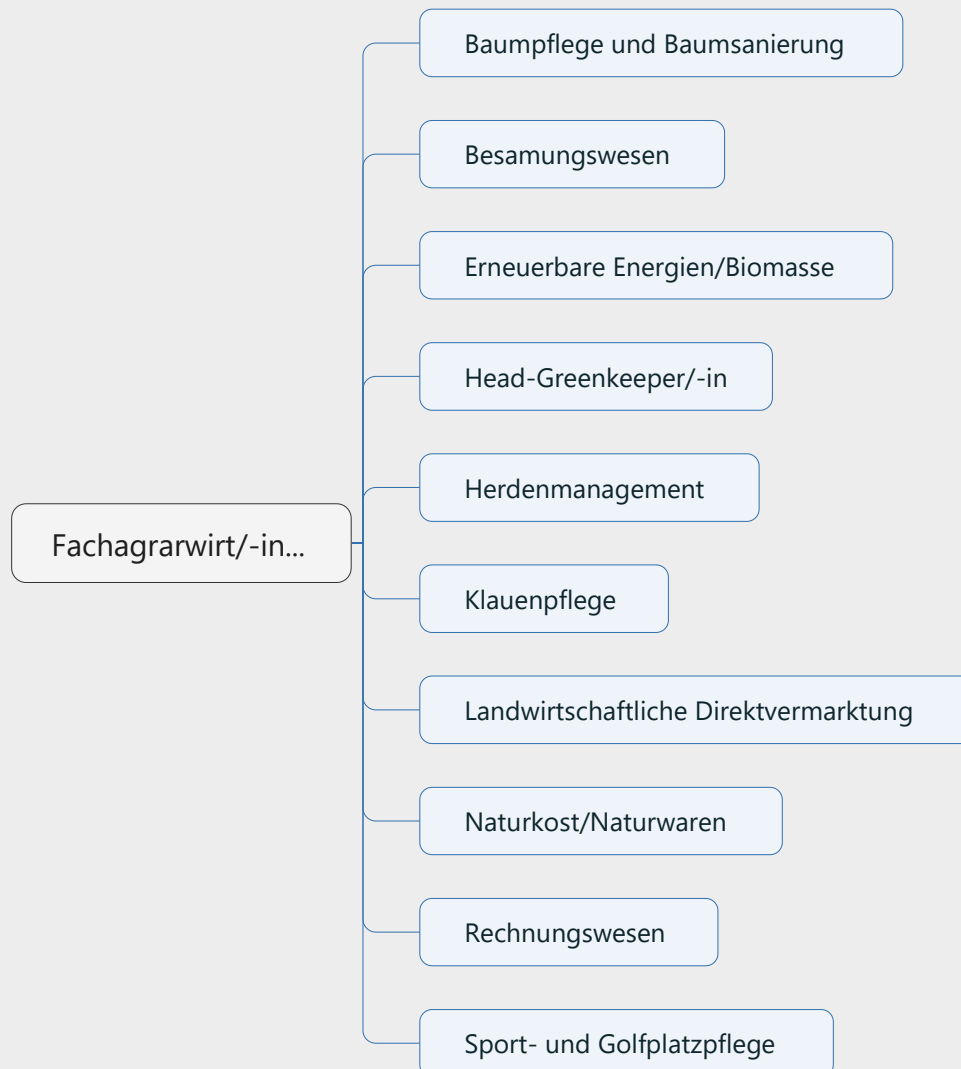 Baumpflege und Baumsanierung
Besamungswesen
Erneuerbare Energien/Biomasse
Head-Greenkeeper/-in
Herdenmanagement
Fachagrarwirt/-in...
Klauenpflege
Landwirtschaftliche Direktvermarktung
Naturkost/Naturwaren
Rechnungswesen
Sport- und Golfplatzpflege